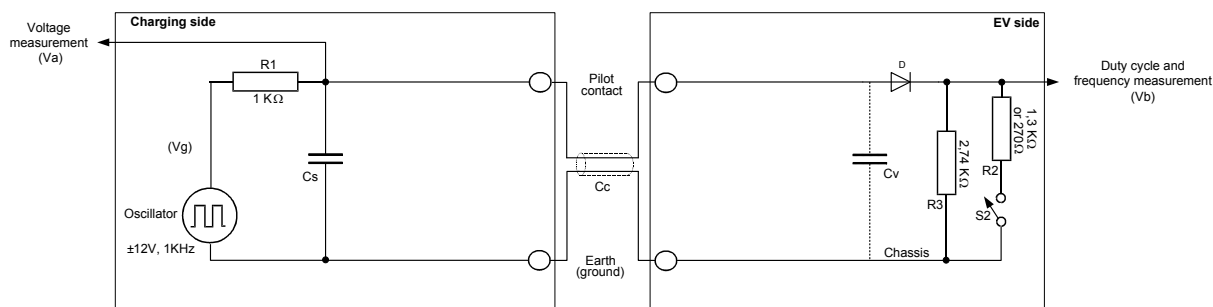 Charging side
EV side
Voltage
measurement
(Va)
R1
1 KΩ
(Vg)
Cs
Oscillator
±12V, 1KHz
Pilot
contact
Cc
Earth
(ground)
D
Cv
2,74 KΩ
R3
1,3 KΩ
or 270Ω
R2
S2
Chassis
Duty cycle and
frequency measurement
(Vb)